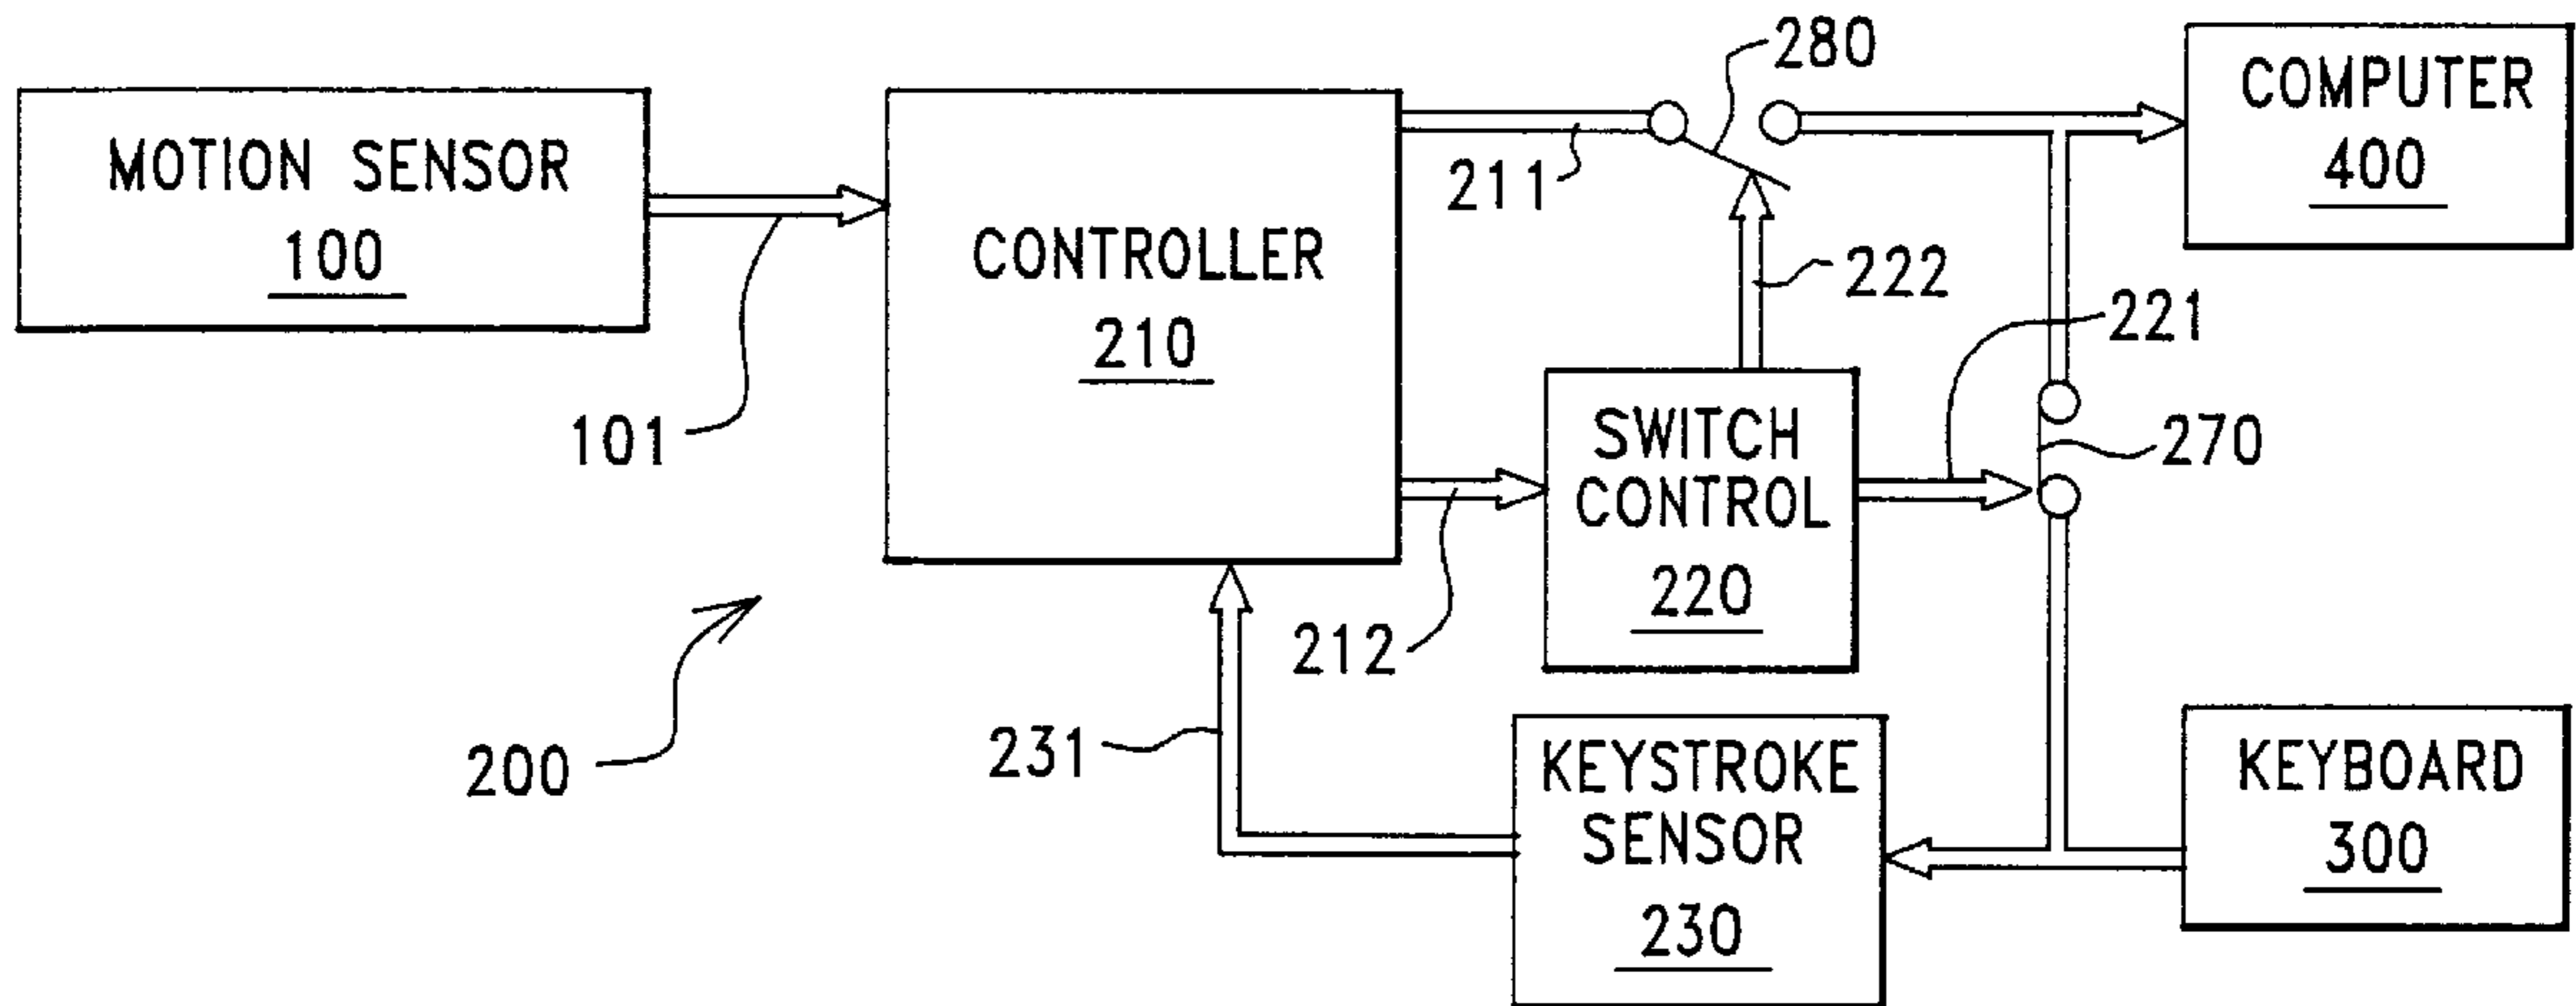 280
COMPUTER
400
MOTION SENSOR
100
211
CONTROLLER
210
222
221
101
SWITCH
CONTROL
220
270
212
200
231
KEYSTROKE
SENSOR
230
KEYBOARD
300